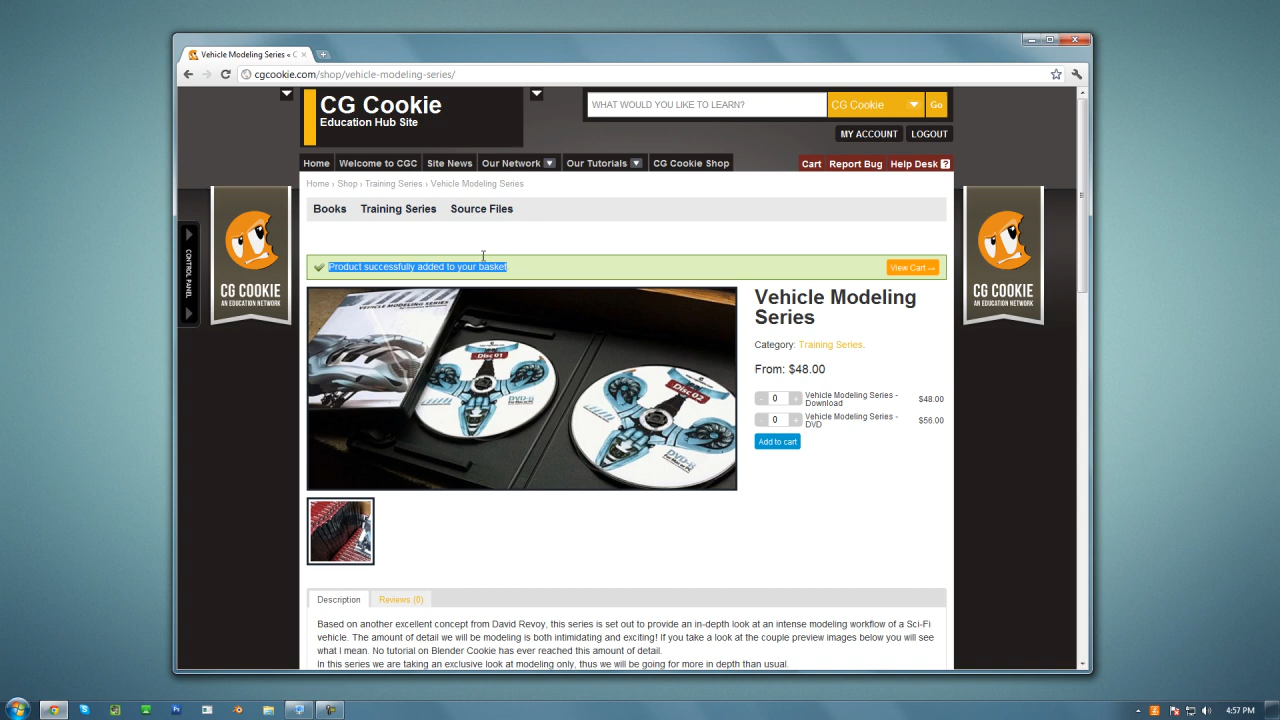 Vehicle Modeling Series « C
cgcookie.com/shop/vehicle-modeling-series/
CG Cookie
Education Hub Site
WHAT WOULD YOU LIKE TO LEARN?
CG Cookie
Go
MY ACCOUNT
LOGOUT
Home
Welcome to CGC
Site News
Our Network
Our Tutorials
CG Cookie Shop
Cart
Report Bug
Help Desk ?
Home › Shop › Training Series › Vehicle Modeling Series
Books
Training Series
Source Files
CONTROL PANEL
CG COOKIE
AN EDUCATION NETWORK
CG COOKIE
AN EDUCATION NETWORK
Product successfully added to your basket
View Cart →
VEHICLE MODELING SERIES
Disc 01
DVD-R
Disc 02
DVD-R
Vehicle Modeling
Series
Category: Training Series.
From: $48.00
- 0 + Vehicle Modeling Series -
Download
$48.00
- 0 + Vehicle Modeling Series -
DVD
$56.00
Add to cart
Description
Reviews (0)
Based on another excellent concept from David Revoy, this series is set out to provide an in-depth look at an intense modeling workflow of a Sci-Fi
vehicle. The amount of detail we will be modeling is both intimidating and exciting! If you take a look at the couple preview images below you will see
what I mean. No tutorial on Blender Cookie has ever reached this amount of detail.
In this series we are taking an exclusive look at modeling only, thus we will be going for more in depth than usual.
4:57 PM